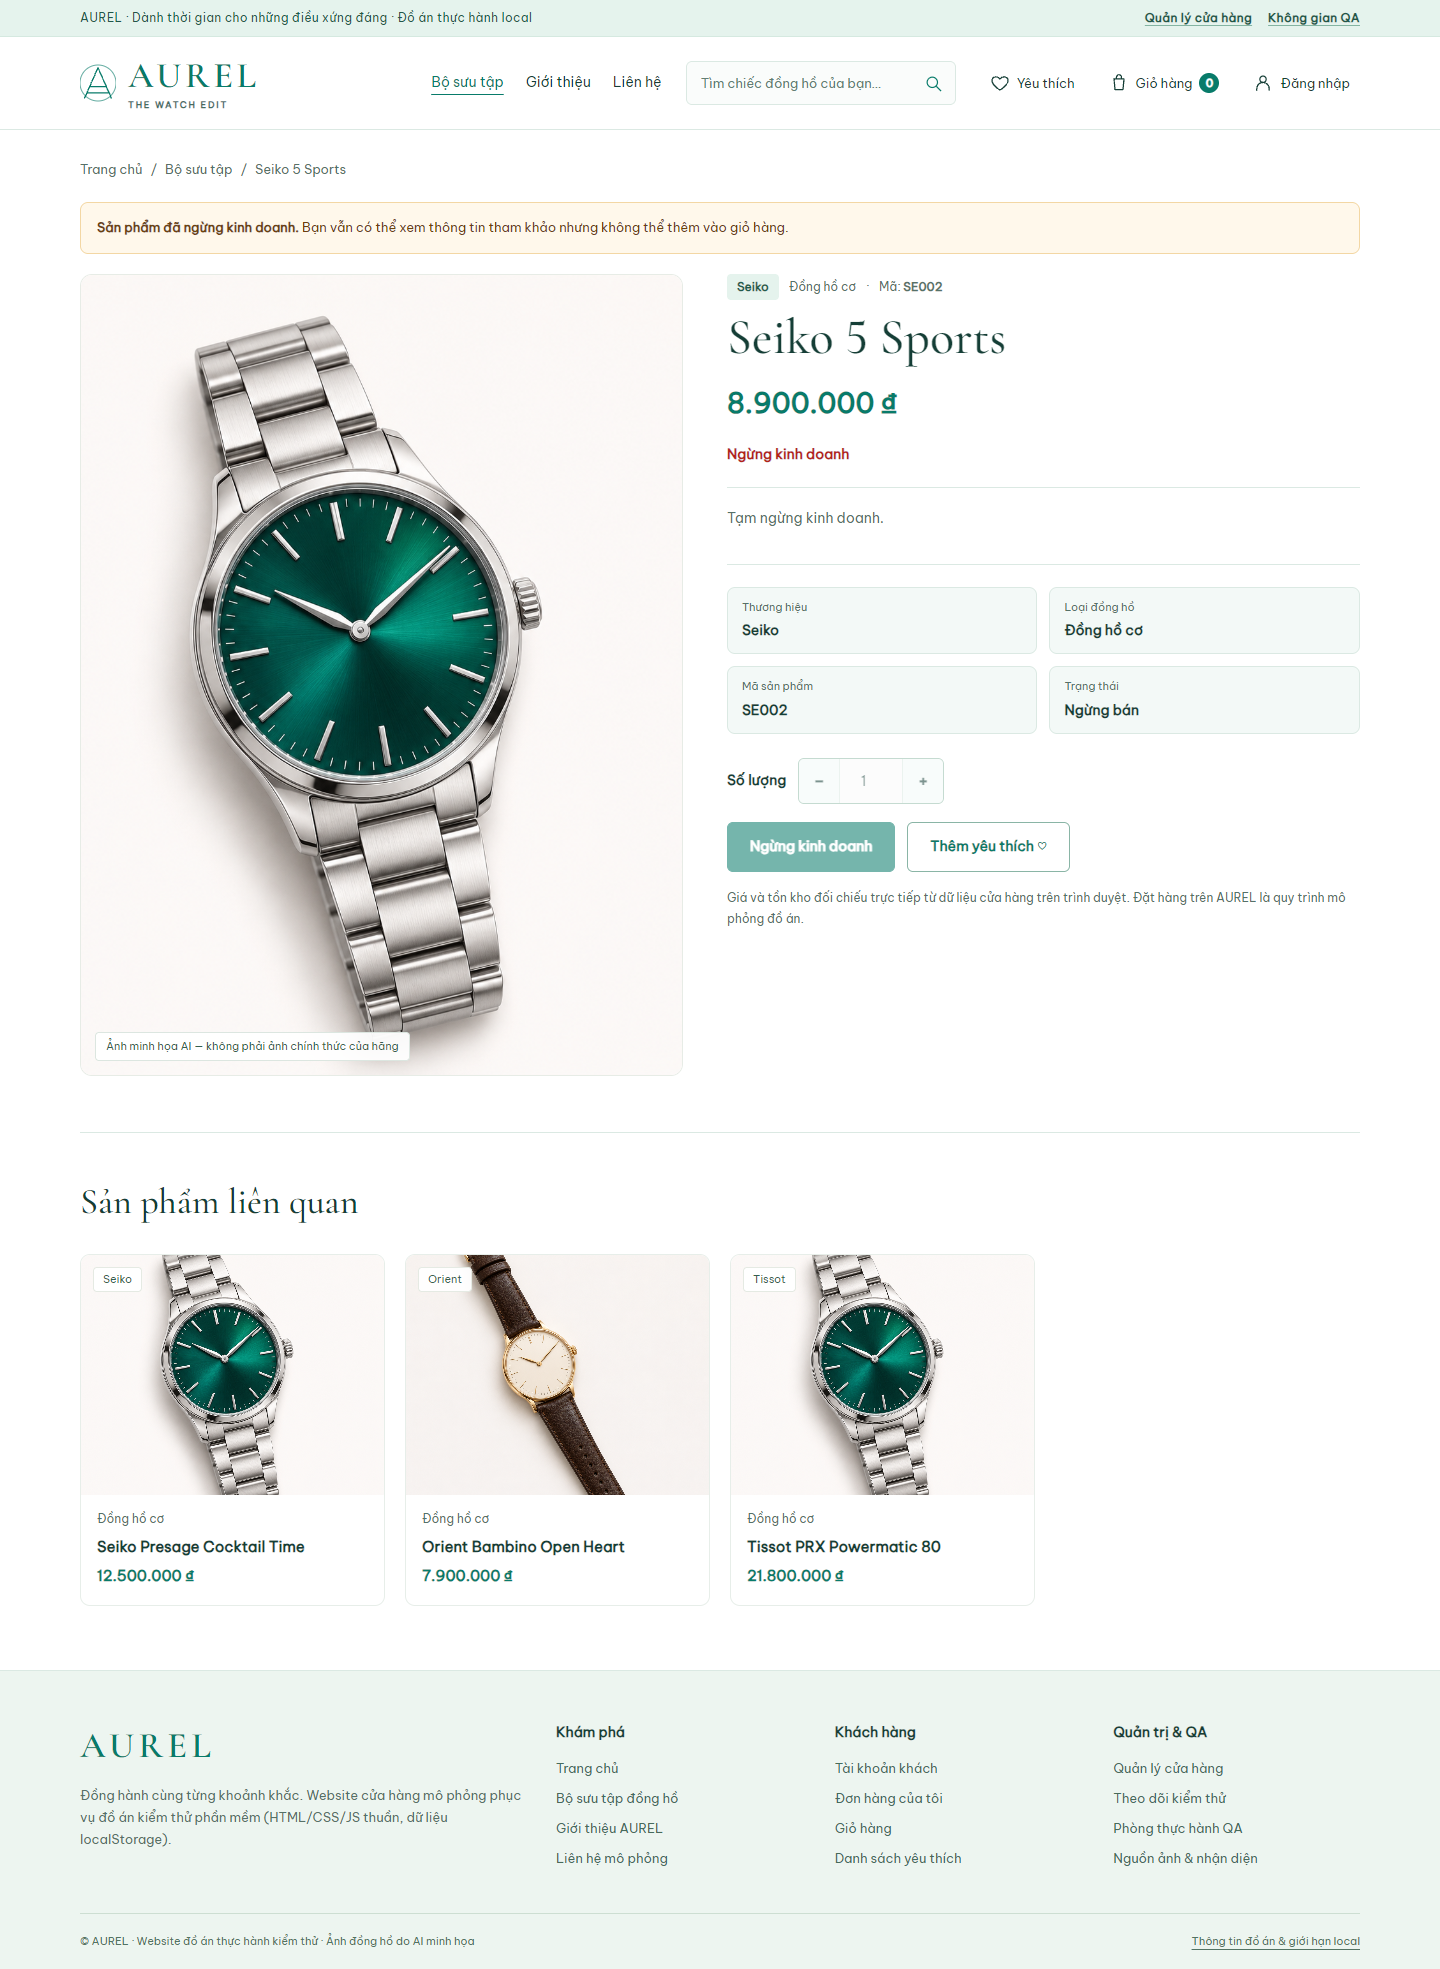 AUREL · Dành thời gian cho những điều xứng đáng · Đồ án thực hành local
Quản lý cửa hàng
Không gian QA
AUREL
THE WATCH EDIT
Bộ sưu tập
Giới thiệu
Liên hệ
Tìm chiếc đồng hồ của bạn...
Yêu thích
Giỏ hàng 0
Đăng nhập
Trang chủ / Bộ sưu tập / Seiko 5 Sports
Sản phẩm đã ngừng kinh doanh. Bạn vẫn có thể xem thông tin tham khảo nhưng không thể thêm vào giỏ hàng.
Seiko Đồng hồ cơ · Mã: SE002
Seiko 5 Sports
8.900.000 ₫
Ngừng kinh doanh
Tạm ngừng kinh doanh.
Thương hiệu
Seiko
Loại đồng hồ
Đồng hồ cơ
Mã sản phẩm
SE002
Trạng thái
Ngừng bán
Số lượng − 1 +
Ngừng kinh doanh
Thêm yêu thích ♡
Giá và tồn kho đối chiếu trực tiếp từ dữ liệu cửa hàng trên trình duyệt. Đặt hàng trên AUREL là quy trình mô
phỏng đồ án.
Ảnh minh họa AI — không phải ảnh chính thức của hãng
Sản phẩm liên quan
Seiko
Đồng hồ cơ
Seiko Presage Cocktail Time
12.500.000 ₫
Orient
Đồng hồ cơ
Orient Bambino Open Heart
7.900.000 ₫
Tissot
Đồng hồ cơ
Tissot PRX Powermatic 80
21.800.000 ₫
AUREL
Đồng hành cùng từng khoảnh khắc. Website cửa hàng mô phỏng phục
vụ đồ án kiểm thử phần mềm (HTML/CSS/JS thuần, dữ liệu
localStorage).
Khám phá
Trang chủ
Bộ sưu tập đồng hồ
Giới thiệu AUREL
Liên hệ mô phỏng
Khách hàng
Tài khoản khách
Đơn hàng của tôi
Giỏ hàng
Danh sách yêu thích
Quản trị & QA
Quản lý cửa hàng
Theo dõi kiểm thử
Phòng thực hành QA
Nguồn ảnh & nhận diện
© AUREL · Website đồ án thực hành kiểm thử · Ảnh đồng hồ do AI minh họa
Thông tin đồ án & giới hạn local